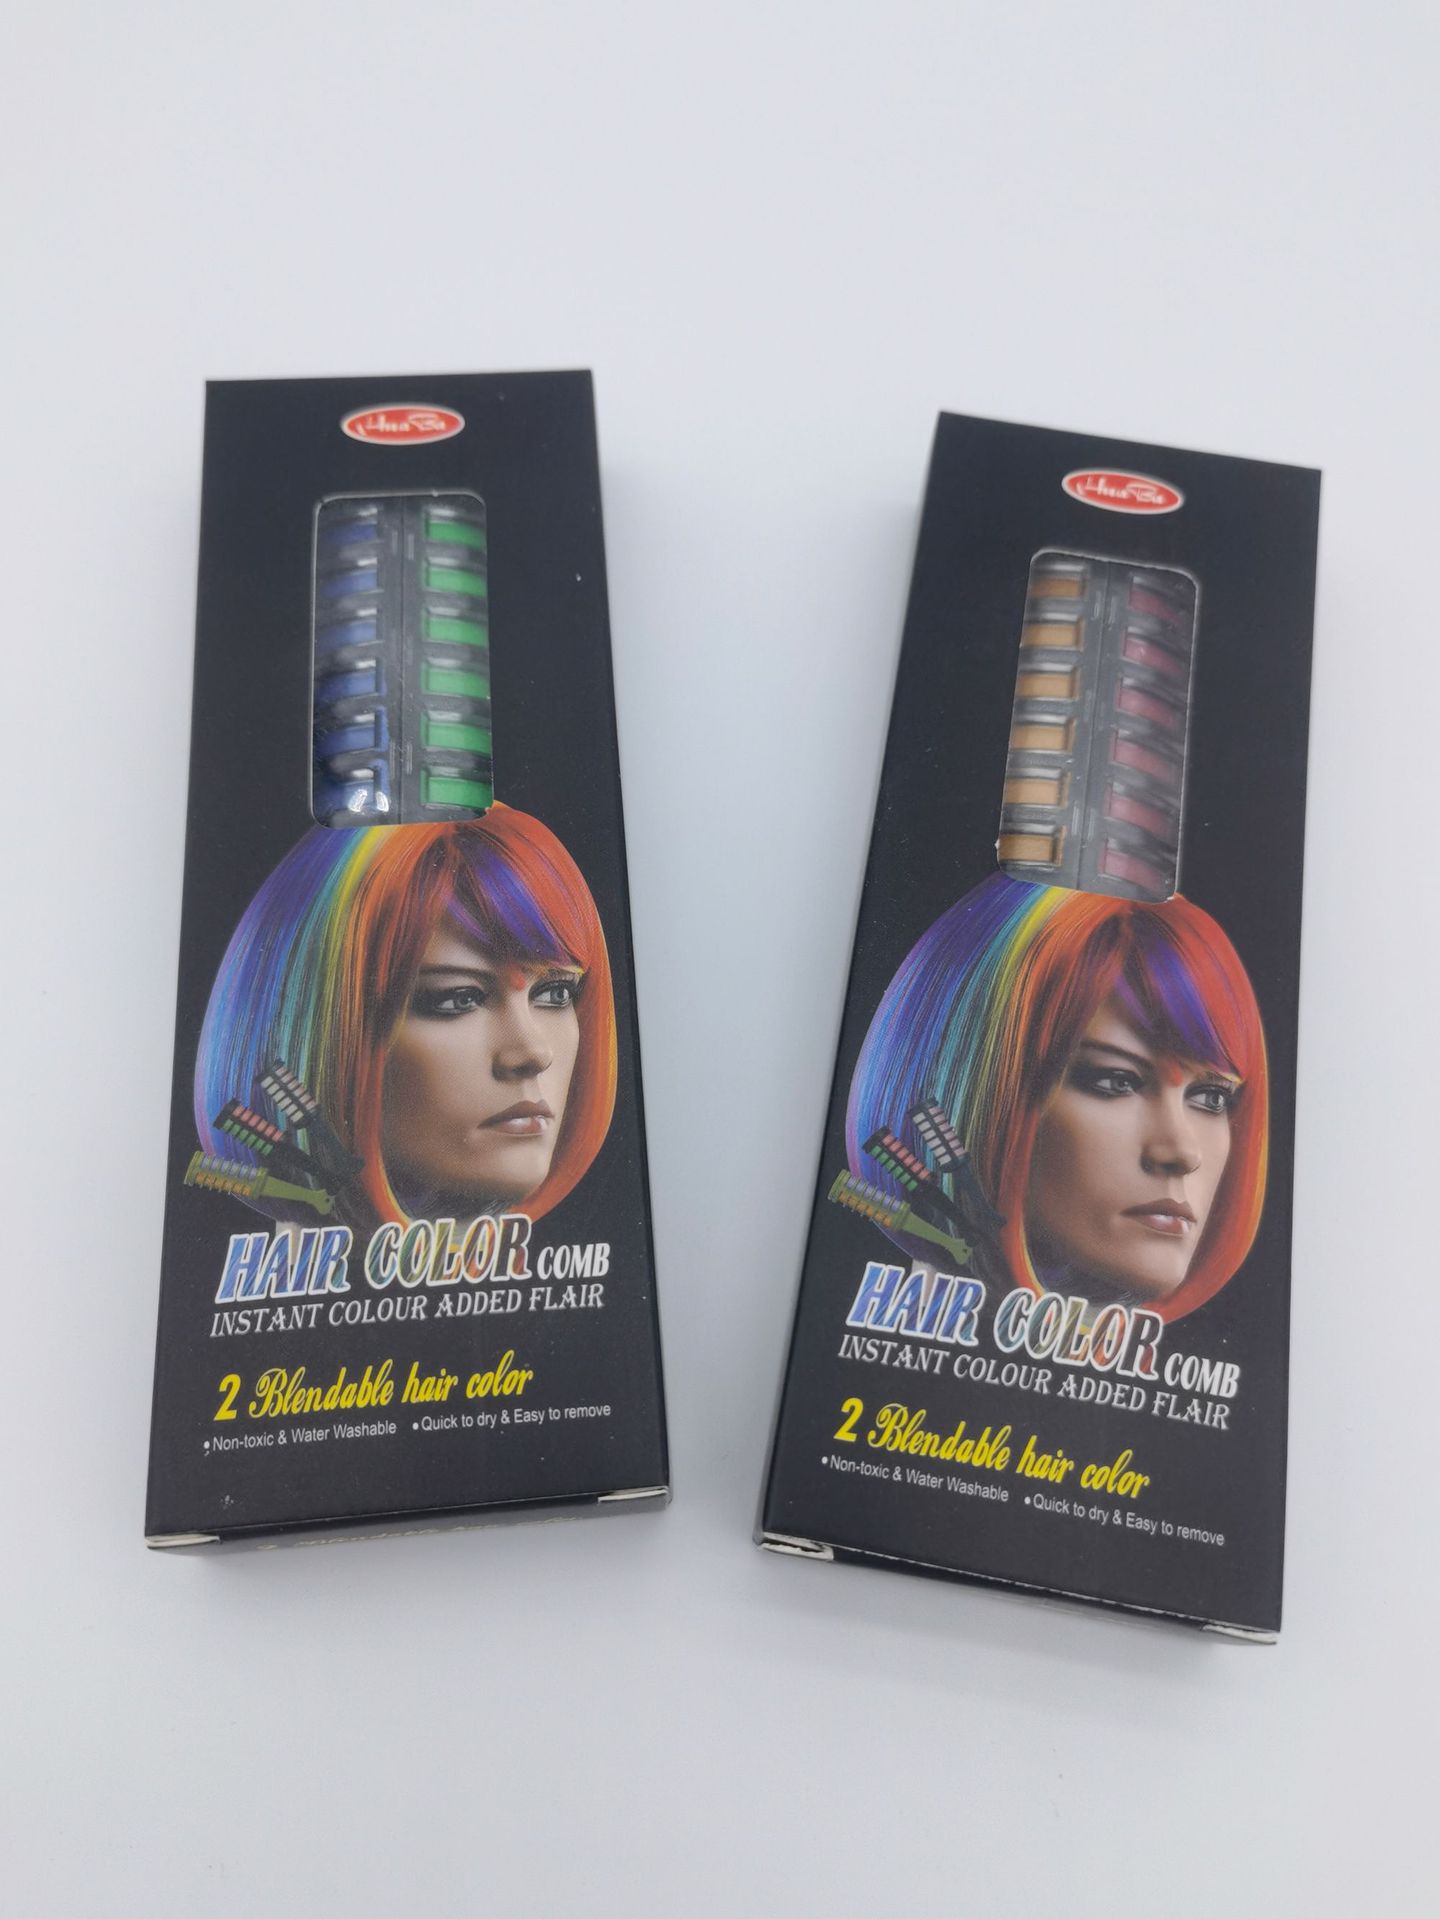 HuaBa
HAIR COLOR COMB
INSTANT COLOUR ADDED FLAIR
2 Blendable hair color
•Non-toxic & Water Washable •Quick to dry & Easy to remove
HuaBa
HAIR COLOR COMB
INSTANT COLOUR ADDED FLAIR
2 Blendable hair color
•Non-toxic & Water Washable •Quick to dry & Easy to remove